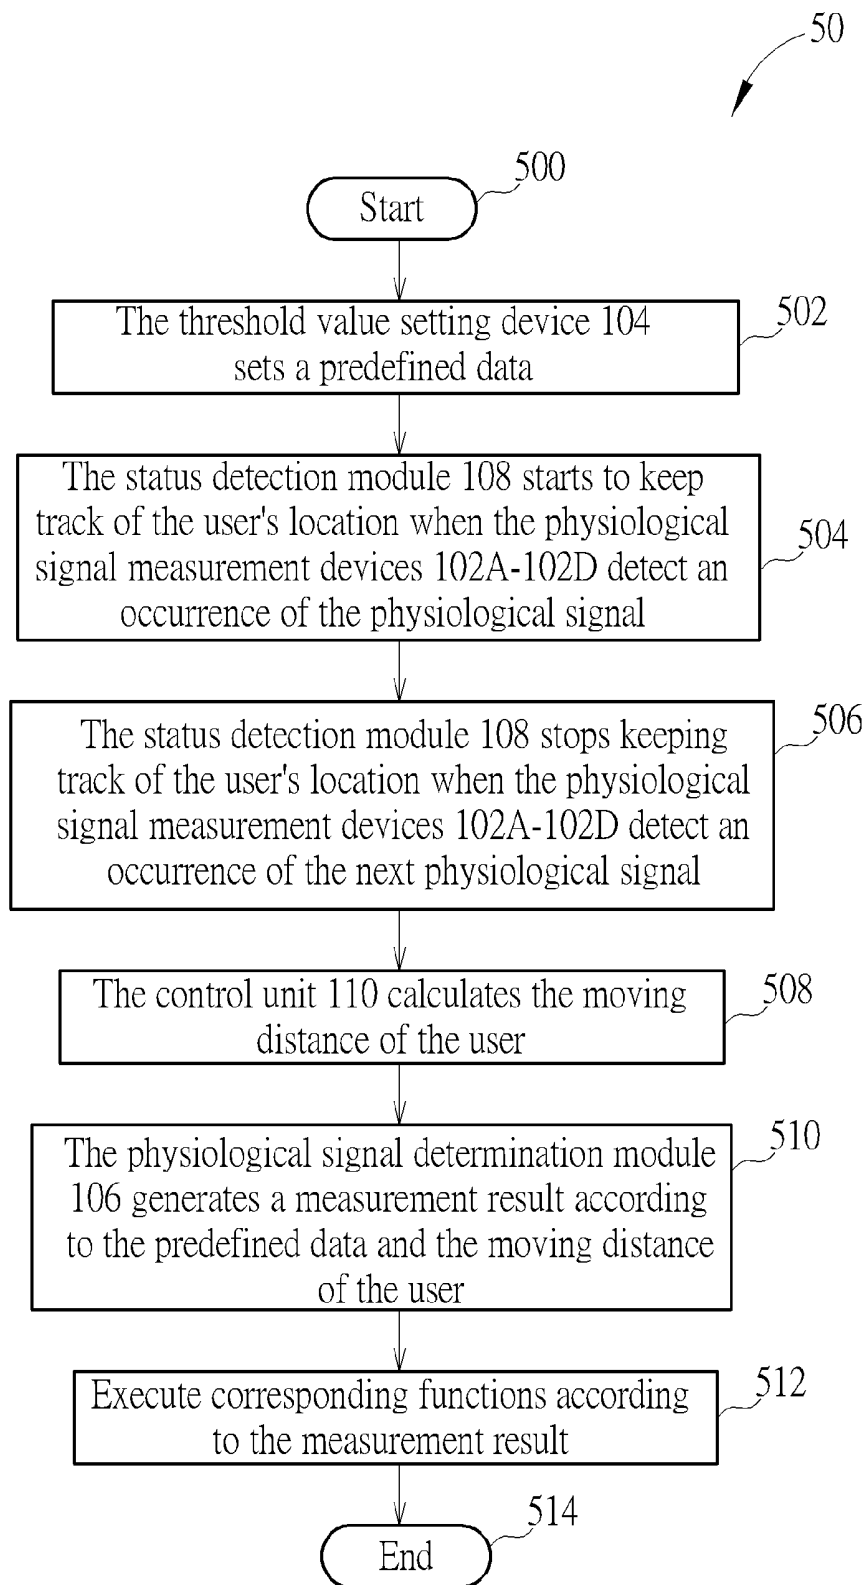 50
500
Start
502
The threshold value setting device 104
sets a predefined data
The status detection module 108 starts to keep
track of the user's location when the physiological
signal measurement devices 102A-102D detect an
occurrence of the physiological signal
504
506
The status detection module 108 stops keeping
track of the user's location when the physiological
signal measurement devices 102A-102D detect an
occurrence of the next physiological signal
508
The control unit 110 calculates the moving
distance of the user
510
The physiological signal determination module
106 generates a measurement result according
to the predefined data and the moving distance
of the user
512
Execute corresponding functions according
to the measurement result
514
End